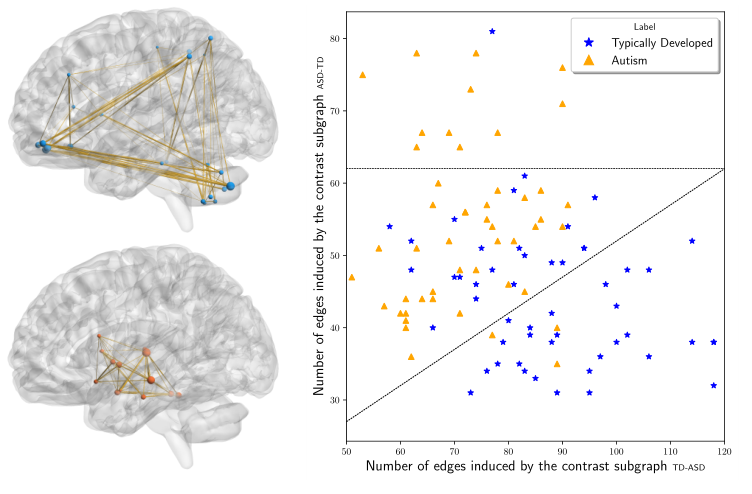 Label
Typically Developed
Autism
80
70
60
50
40
30
Number of edges induced by the contrast subgraph ASD-TD
50 60 70 80 90 100 110 120
Number of edges induced by the contrast subgraph TD-ASD